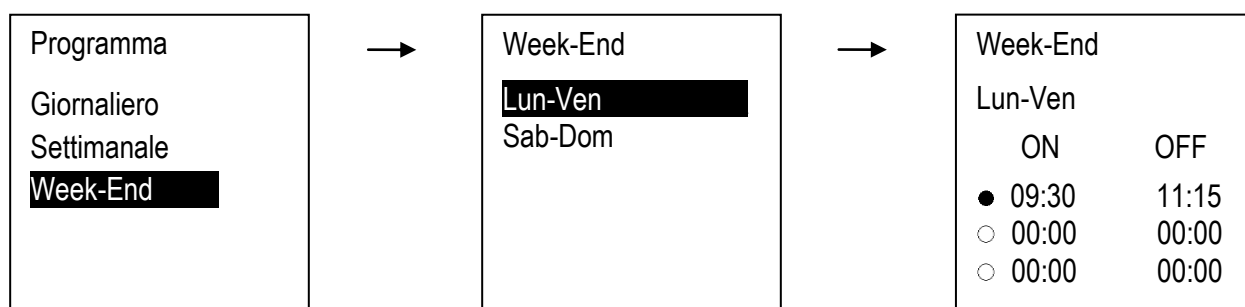 Programma
Giornaliero
Settimanale
Week-End
Week-End
Lun-Ven
Sab-Dom
Week-End
Lun-Ven
ON OFF
09:30 11:15
00:00 00:00
00:00 00:00